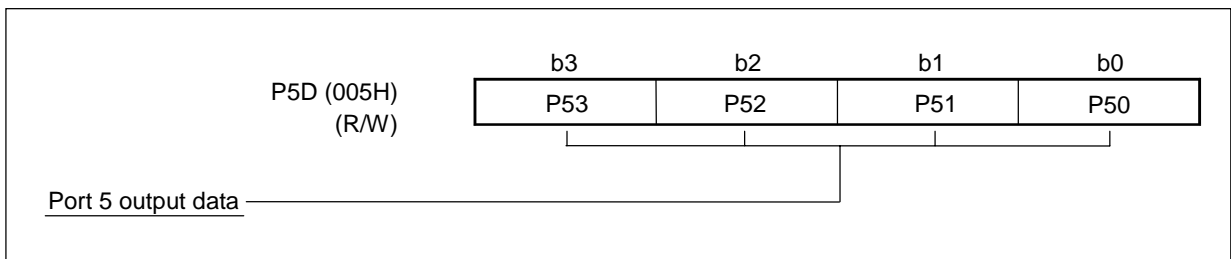 b3 b2 b1 b0
P5D (005H) P53 P52 P51 P50
(R/W)
Port 5 output data